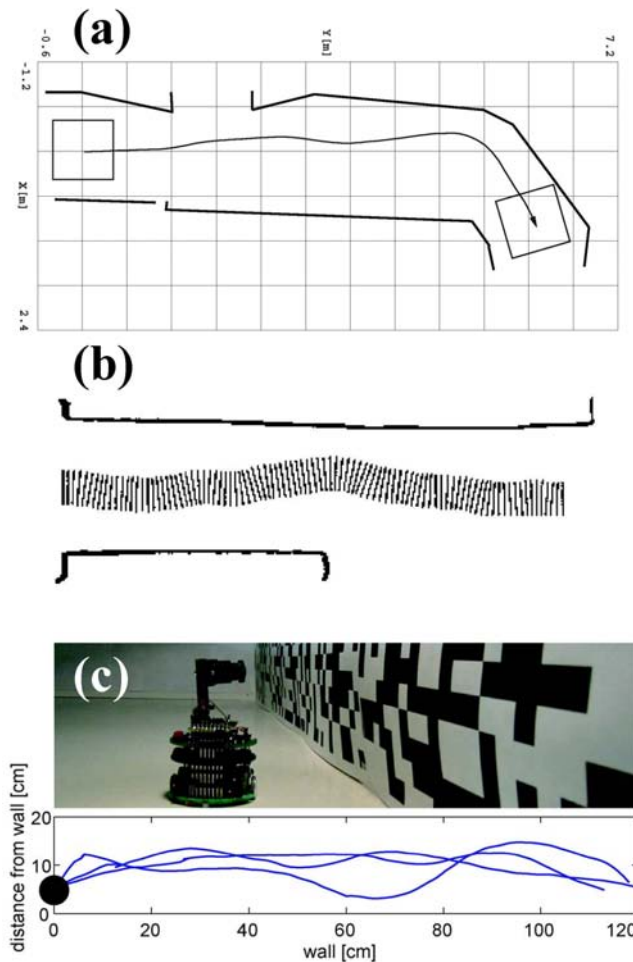 (a)
-0.6
Y[m]
7.2
-1.2
X[m]
2.4
(b)
(c)
distance from wall [cm]
20
10
0
0 20 40 60 80 100 120
wall [cm]